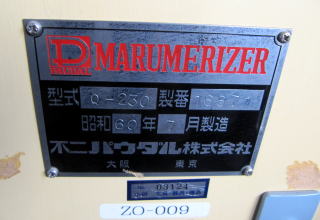 MARUMERIZER
型式 Q-230 製番
昭和60年7月製造
不二パウダル株式会社
大阪 東京
03124
ZO-009